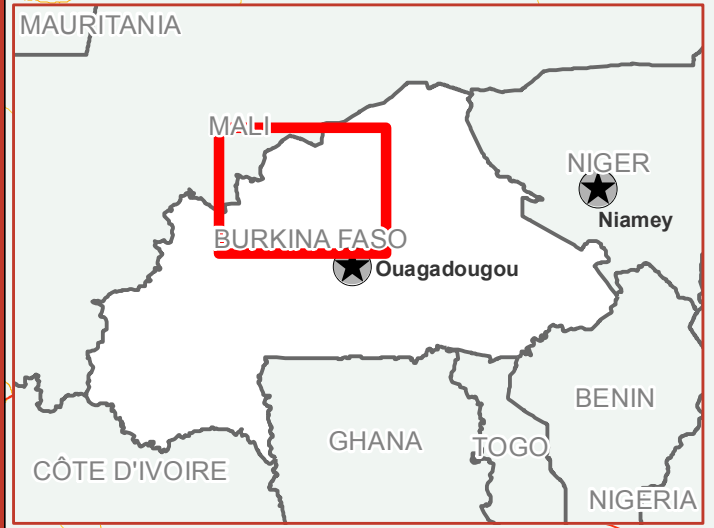 MAURITANIA
MALI
NIGER
Niamey
BURKINA FASO
Ouagadougou
BENIN
GHANA
TOGO
CÔTE D'IVOIRE
NIGERIA